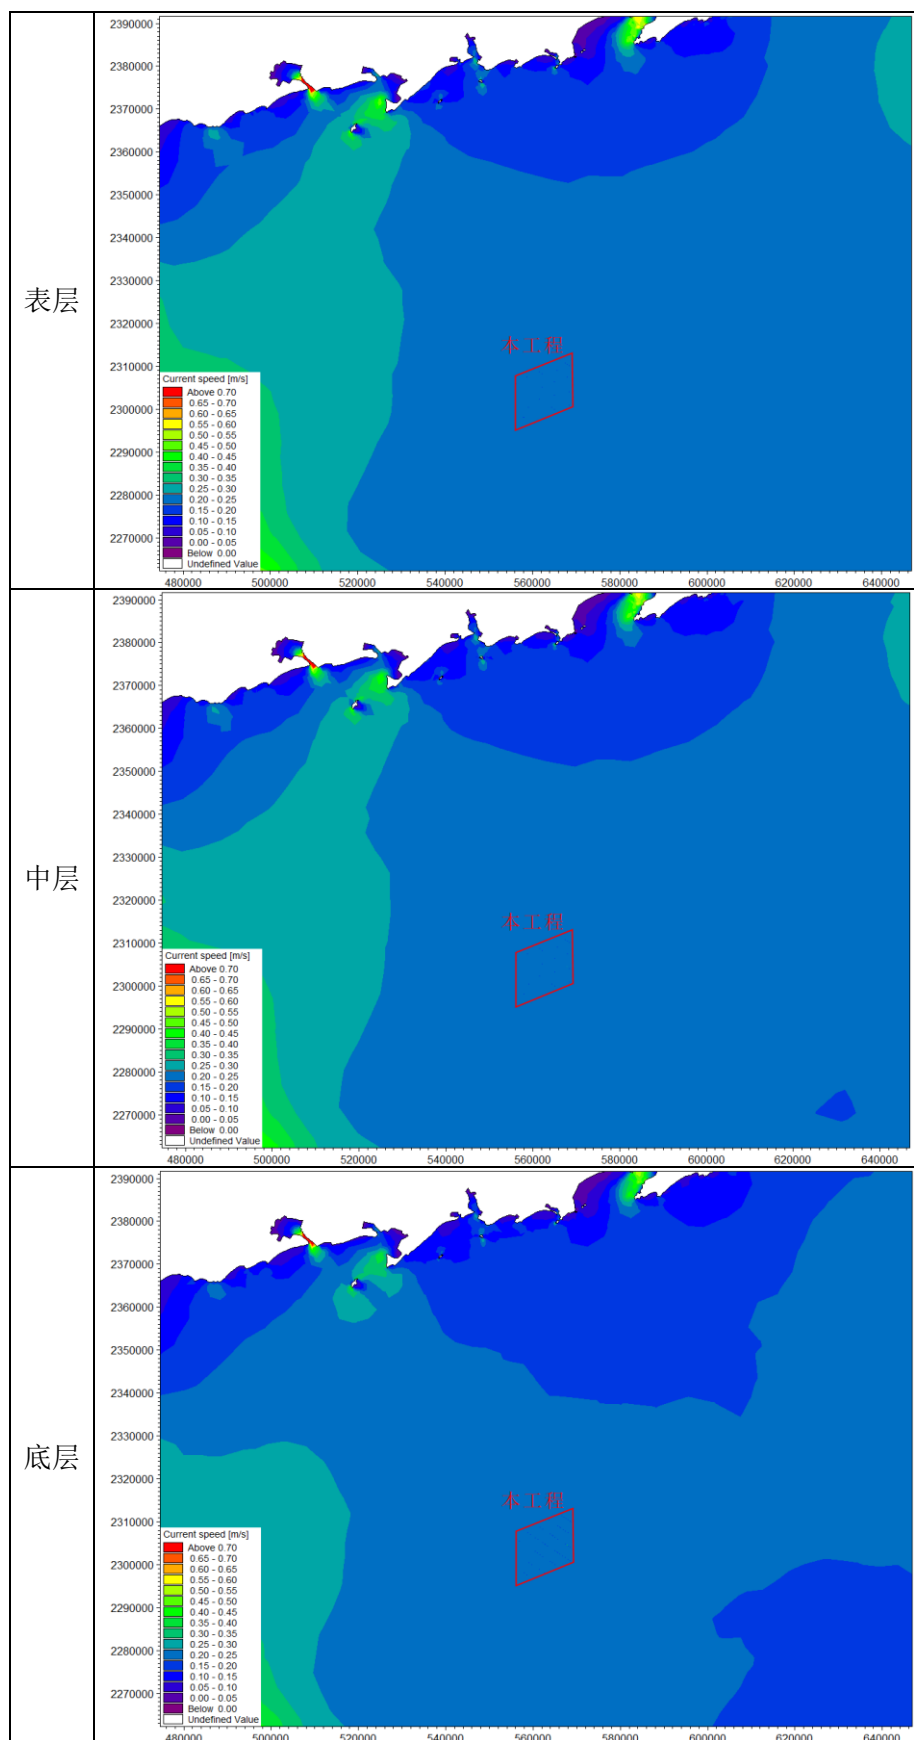 表层
2390000
2380000
2370000
2360000
2350000
2340000
2330000
2320000
2310000
2300000
2290000
2280000
2270000
本工程
Current speed [m/s]
Above 0.70
0.65 - 0.70
0.60 - 0.65
0.55 - 0.60
0.50 - 0.55
0.45 - 0.50
0.40 - 0.45
0.35 - 0.40
0.30 - 0.35
0.25 - 0.30
0.20 - 0.25
0.15 - 0.20
0.10 - 0.15
0.05 - 0.10
0.00 - 0.05
Below 0.00
Undefined Value
480000 500000 520000 540000 560000 580000 600000 620000 640000
中层
2390000
2380000
2370000
2360000
2350000
2340000
2330000
2320000
2310000
2300000
2290000
2280000
2270000
本工程
Current speed [m/s]
Above 0.70
0.65 - 0.70
0.60 - 0.65
0.55 - 0.60
0.50 - 0.55
0.45 - 0.50
0.40 - 0.45
0.35 - 0.40
0.30 - 0.35
0.25 - 0.30
0.20 - 0.25
0.15 - 0.20
0.10 - 0.15
0.05 - 0.10
0.00 - 0.05
Below 0.00
Undefined Value
480000 500000 520000 540000 560000 580000 600000 620000 640000
底层
2390000
2380000
2370000
2360000
2350000
2340000
2330000
2320000
2310000
2300000
2290000
2280000
2270000
本工程
Current speed [m/s]
Above 0.70
0.65 - 0.70
0.60 - 0.65
0.55 - 0.60
0.50 - 0.55
0.45 - 0.50
0.40 - 0.45
0.35 - 0.40
0.30 - 0.35
0.25 - 0.30
0.20 - 0.25
0.15 - 0.20
0.10 - 0.15
0.05 - 0.10
0.00 - 0.05
Below 0.00
Undefined Value
480000 500000 520000 540000 560000 580000 600000 620000 640000